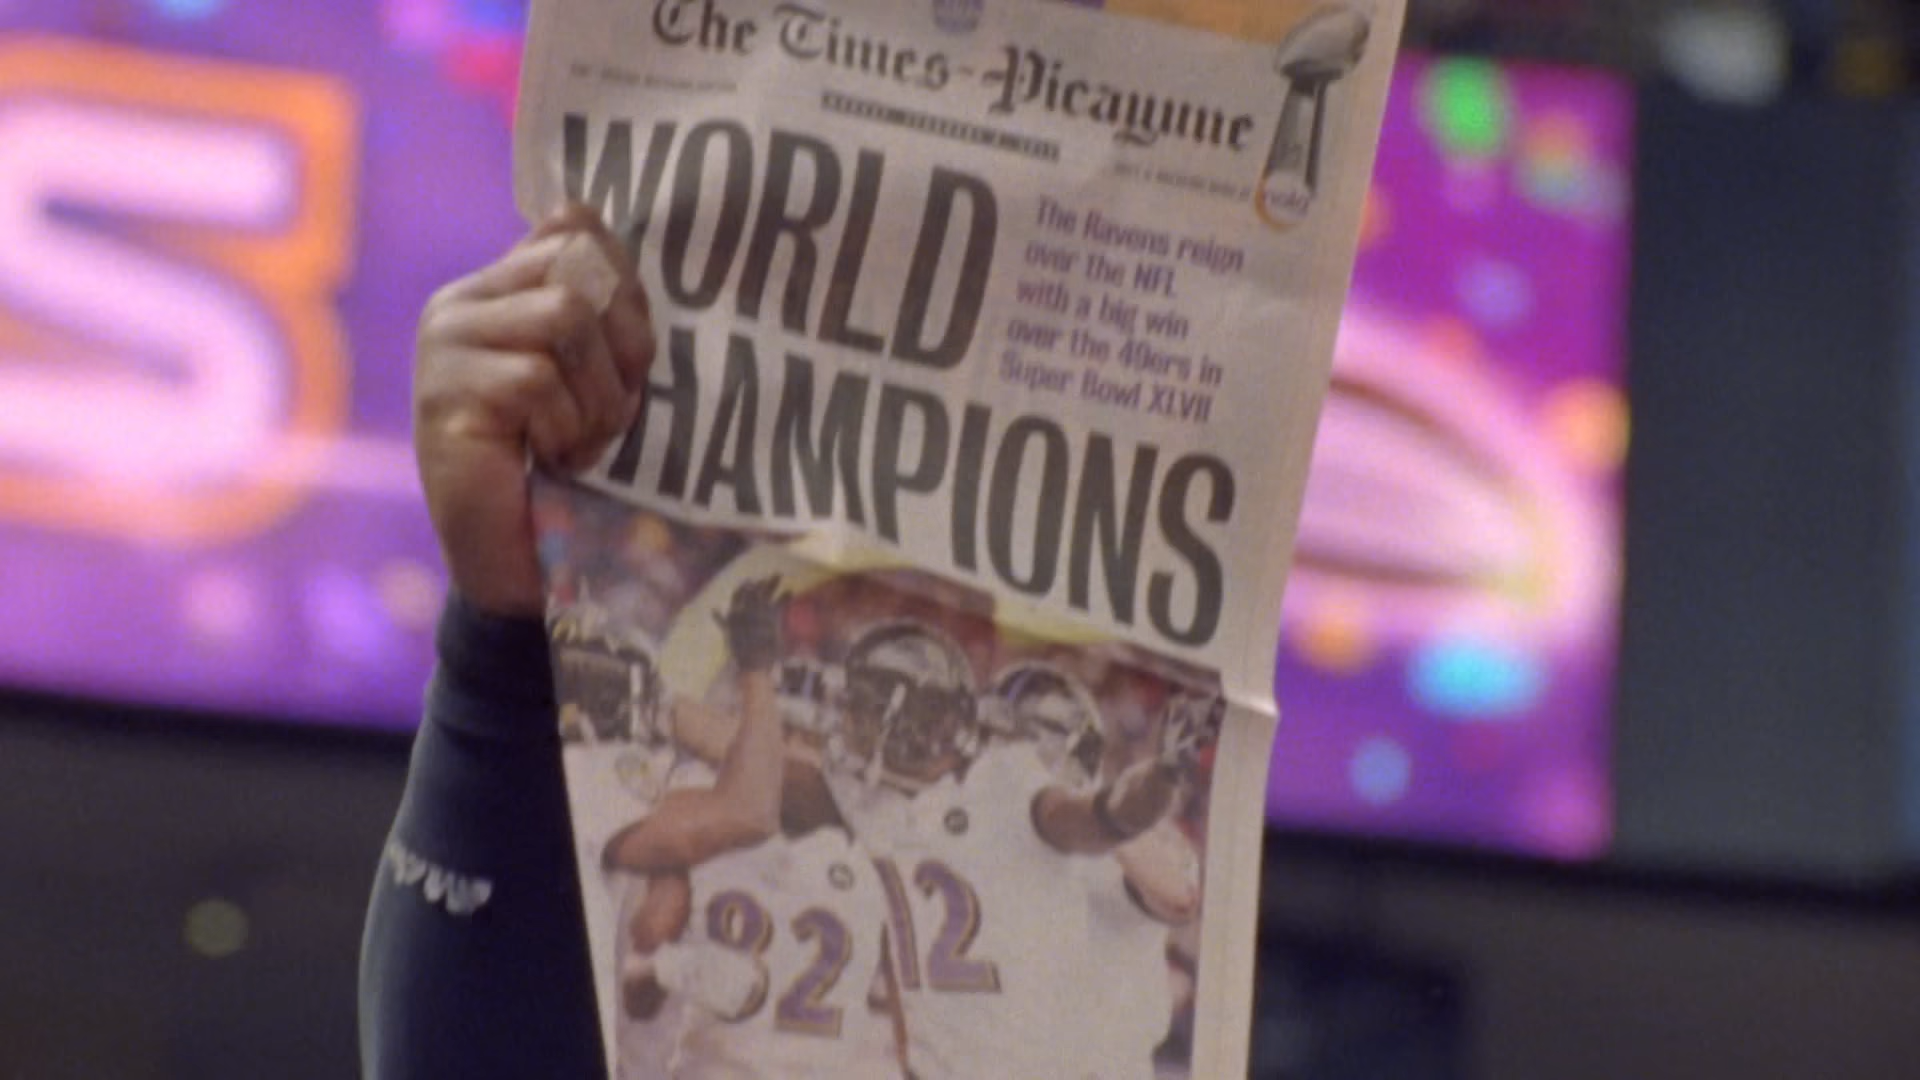 The Times-Picayune
WORLD
The Ravens reign
over the NFL
with a big win
over the 49ers in
Super Bowl XLVII
HAMPIONS
82
12
S